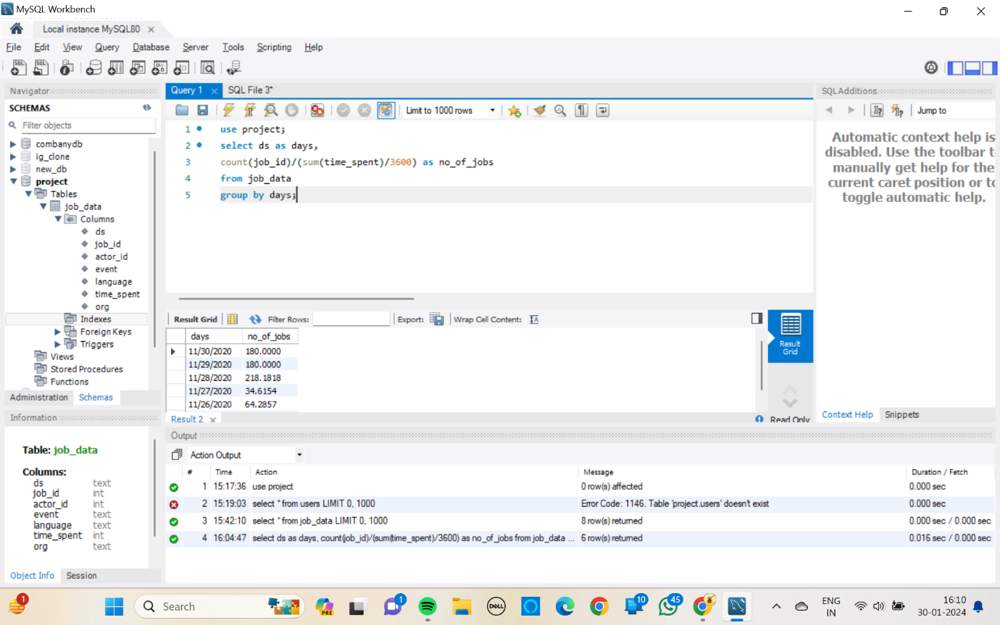 MySQL Workbench
Local instance MySQL80
File Edit View Query Database Server Tools Scripting Help
Navigator
SCHEMAS
Filter objects
combanydb
ig_clone
new_db
project
Tables
job_data
Columns
ds
job_id
actor_id
event
language
time_spent
org
Indexes
Foreign Keys
Triggers
Views
Stored Procedures
Functions
Administration Schemas
Information
Table: job_data
Columns:
ds text
job_id int
actor_id int
event text
language text
time_spent int
org text
Object Info Session
Query 1 SQL File 3*
Limit to 1000 rows
1 use project;
2 select ds as days,
3 count(job_id)/(sum(time_spent)/3600) as no_of_jobs
4 from job_data
5 group by days;
Result Grid Filter Rows: Export: Wrap Cell Content:
days no_of_jobs
11/30/2020 180.0000
11/29/2020 180.0000
11/28/2020 218.1818
11/27/2020 34.6154
11/26/2020 64.2857
Result Grid
Result 2 Read Only
SQLAdditions
Jump to
Automatic context help is
disabled. Use the toolbar t
manually get help for the
current caret position or to
toggle automatic help.
Context Help Snippets
Output
Action Output
# Time Action Message Duration / Fetch
1 15:17:36 use project 0 row(s) affected 0.000 sec
2 15:19:03 select * from users LIMIT 0, 1000 Error Code: 1146. Table 'project.users' doesn't exist 0.000 sec
3 15:42:10 select * from job_data LIMIT 0, 1000 8 row(s) returned 0.000 sec / 0.000 sec
4 16:04:47 select ds as days, count(job_id)/(sum(time_spent)/3600) as no_of_jobs from job_data ... 6 row(s) returned 0.016 sec / 0.000 sec
1
Search
PRE
1
DELL
10
45
ENG
IN
16:10
30-01-2024